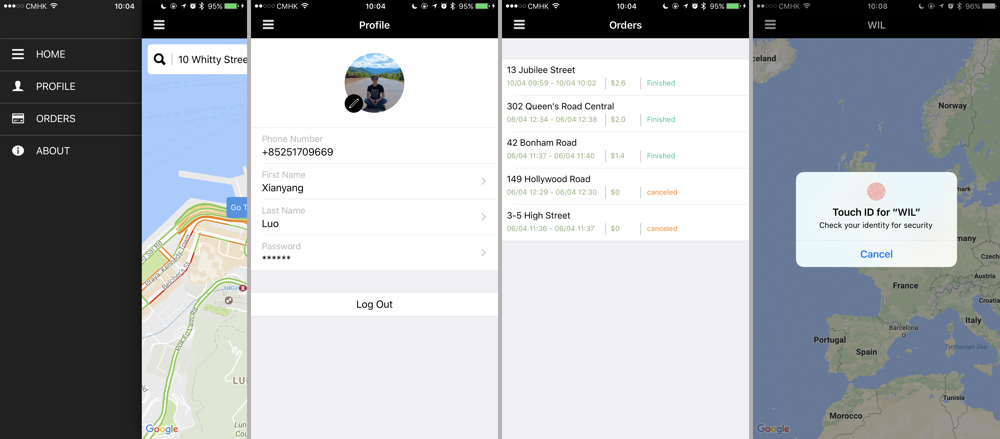 CMHK 10:04
HOME
PROFILE
ORDERS
ABOUT
95%
10 Whitty Stree
Go T
g Sai Rd
Praya, Kennedy Town
Belcher's St
HKU
Pok Fu Lam Rd
LU
Lun
Cou
Google
CMHK 10:04 95%
Profile
Phone Number
+85251709669
First Name
Xianyang
Last Name
Luo
Password
******
Log Out
CMHK 10:04 95%
Orders
13 Jubilee Street
10/04 09:59 - 10/04 10:02 $2.6 Finished
302 Queen's Road Central
06/04 12:34 - 06/04 12:38 $2.0 Finished
42 Bonham Road
06/04 11:37 - 06/04 11:40 $1.4 Finished
149 Hollywood Road
06/04 12:29 - 06/04 12:30 $0 canceled
3-5 High Street
06/04 11:36 - 06/04 11:37 $0 canceled
CMHK 10:08 96%
WIL
celand
Norway
mark
Touch ID for “WIL”
Check your identity for security
Cancel
many
Czechi
Austria
France
Croatia
Italy
Barcelona
Portugal
Spain
Tyrrhenian Sea
Tunisia
Morocco
Google